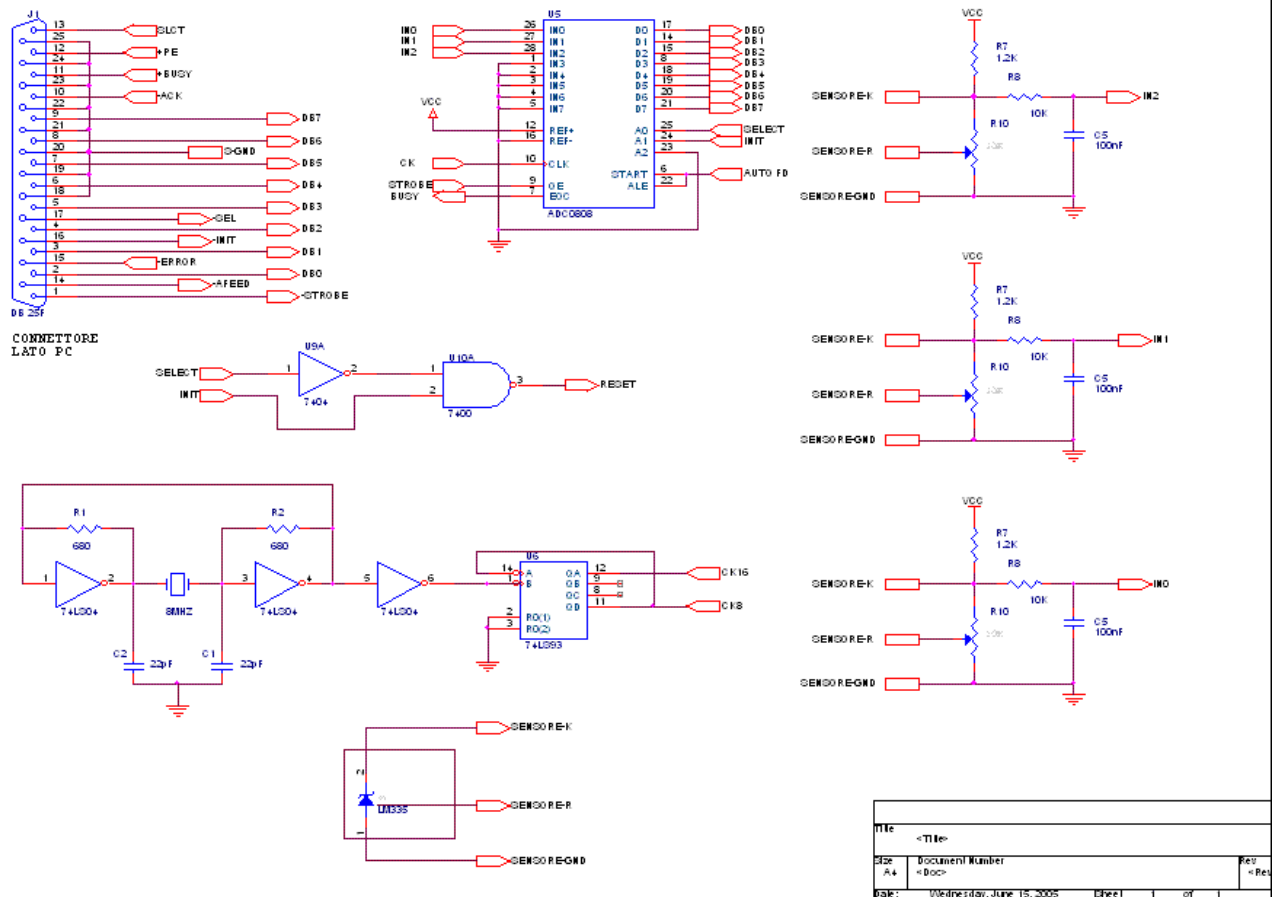 J1
13 SLCT
25
12 +PE
24
11 +BUSY
23
10 -ACK
22
9 DB7
21
8 DB6
20 S-GND
7 DB5
19
6 DB4
18
5 DB3
17 -SEL
4 DB2
16 -INIT
3 DB1
15 -ERROR
2 DB0
14 -AFEED
1 -STROBE
DB 25F
CONNETTORE
LATO PC
U5
IN0 26 IN0 D0 17 DB0
IN1 27 IN1 D1 14 DB1
IN2 28 IN2 D2 15 DB2
1 IN3 D3 8 DB3
2 IN4 D4 18 DB4
3 IN5 D5 19 DB5
4 IN6 D6 20 DB6
5 IN7 D7 21 DB7
VCC
12 REF+ A0 25 SELECT
16 REF- A1 24 INIT
A2 23
CK 10 CLK
START 6 AUTO FD
STROBE 9 OE ALE 22
BUSY 7 EOC
ADC0808
VCC
R7
1.2K
R8
SENSORE-K
10K
IN2
R10
SENSORE-R
C5
100nF
SENSORE-GND
VCC
R7
1.2K
R8
SENSORE-K
10K
IN1
R10
SENSORE-R
C5
100nF
SENSORE-GND
VCC
R7
1.2K
R8
SENSORE-K
10K
IN0
R10
SENSORE-R
C5
100nF
SENSORE-GND
U9A
U10A
SELECT 1 2 1
INIT 2 3 RESET
7404
7400
R1
680
R2
680
1 2 3 4 5 6
74LS04
8MHZ
74LS04
74LS04
C2 22pF
C1 22pF
U6
14 A QA 12 CK16
1 B QB 9
QC 8
QD 11 CK8
2 R0(1)
3 R0(2)
74LS93
SENSORE-K
2
LM335
SENSORE-R
1
SENSORE-GND
Title
<Title>
Size Document Number Rev
A4 <Doc> <Rev
Date: Wednesday, June 15, 2005 Sheet 1 of 1